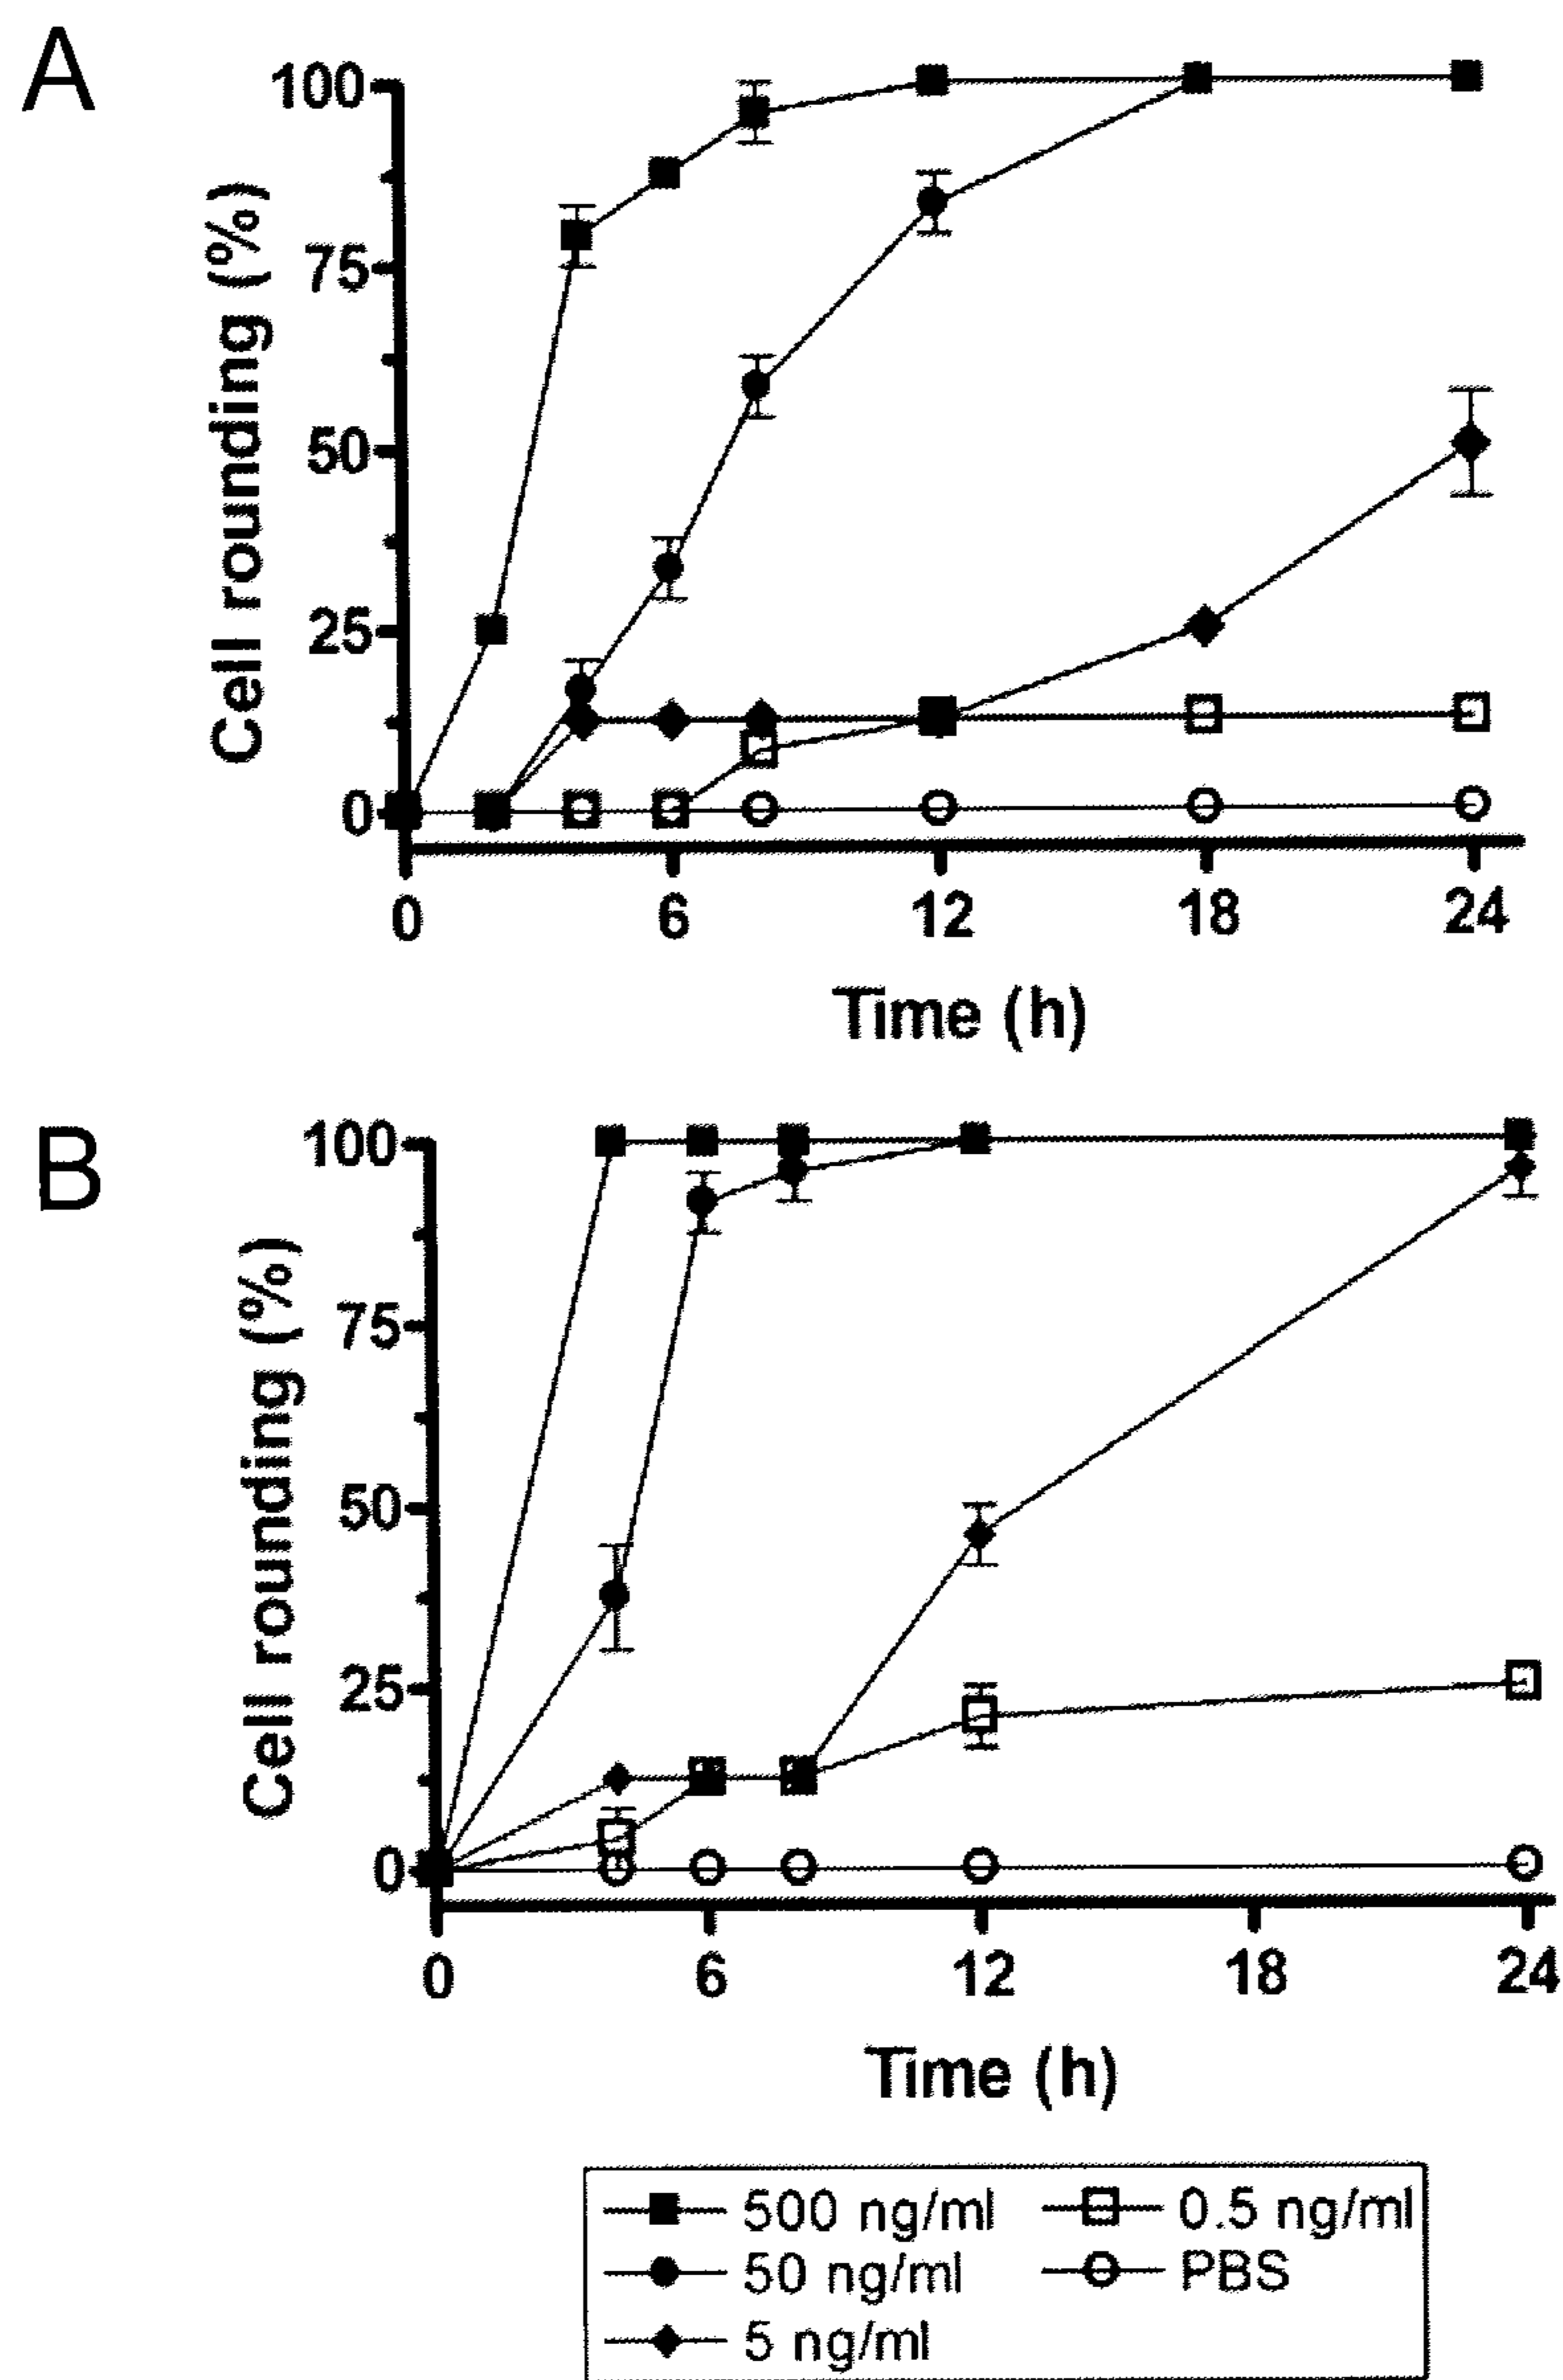 A
100
75
50
25
0
Cell rounding (%)
0 6 12 18 24
Time (h)
B
100
75
50
25
0
Cell rounding (%)
0 6 12 18 24
Time (h)
500 ng/ml 0.5 ng/ml
50 ng/ml PBS
5 ng/ml